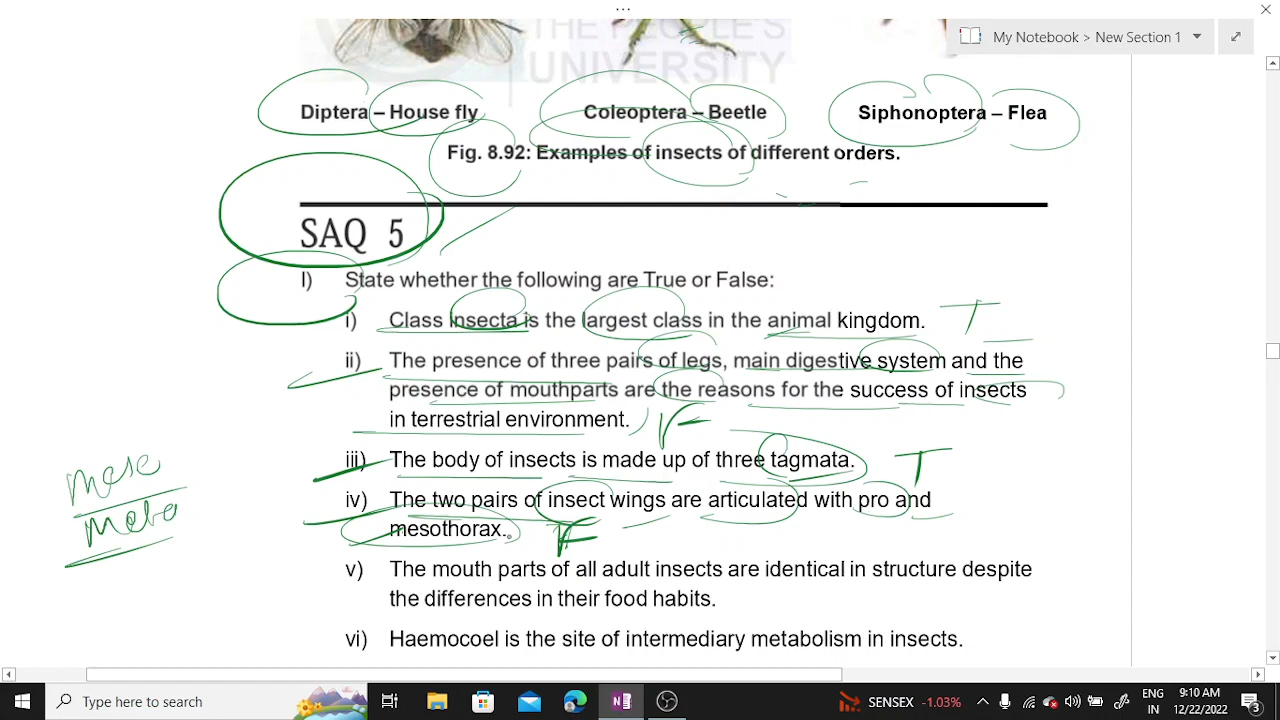 My Notebook > New Section 1
THE PEOPLE'S
UNIVERSITY
Diptera – House fly
Coleoptera – Beetle
Siphonoptera – Flea
Fig. 8.92: Examples of insects of different orders.
SAQ 5
I) State whether the following are True or False:
i) Class Insecta is the largest class in the animal kingdom. T
ii) The presence of three pairs of legs, main digestive system and the
presence of mouthparts are the reasons for the success of insects
in terrestrial environment. F
iii) The body of insects is made up of three tagmata. T
iv) The two pairs of insect wings are articulated with pro and
mesothorax. F
Meso
Meta
v) The mouth parts of all adult insects are identical in structure despite
the differences in their food habits.
vi) Haemocoel is the site of intermediary metabolism in insects.
Type here to search
SENSEX -1.03%
ENG
IN
9:10 AM
12/22/2022
3